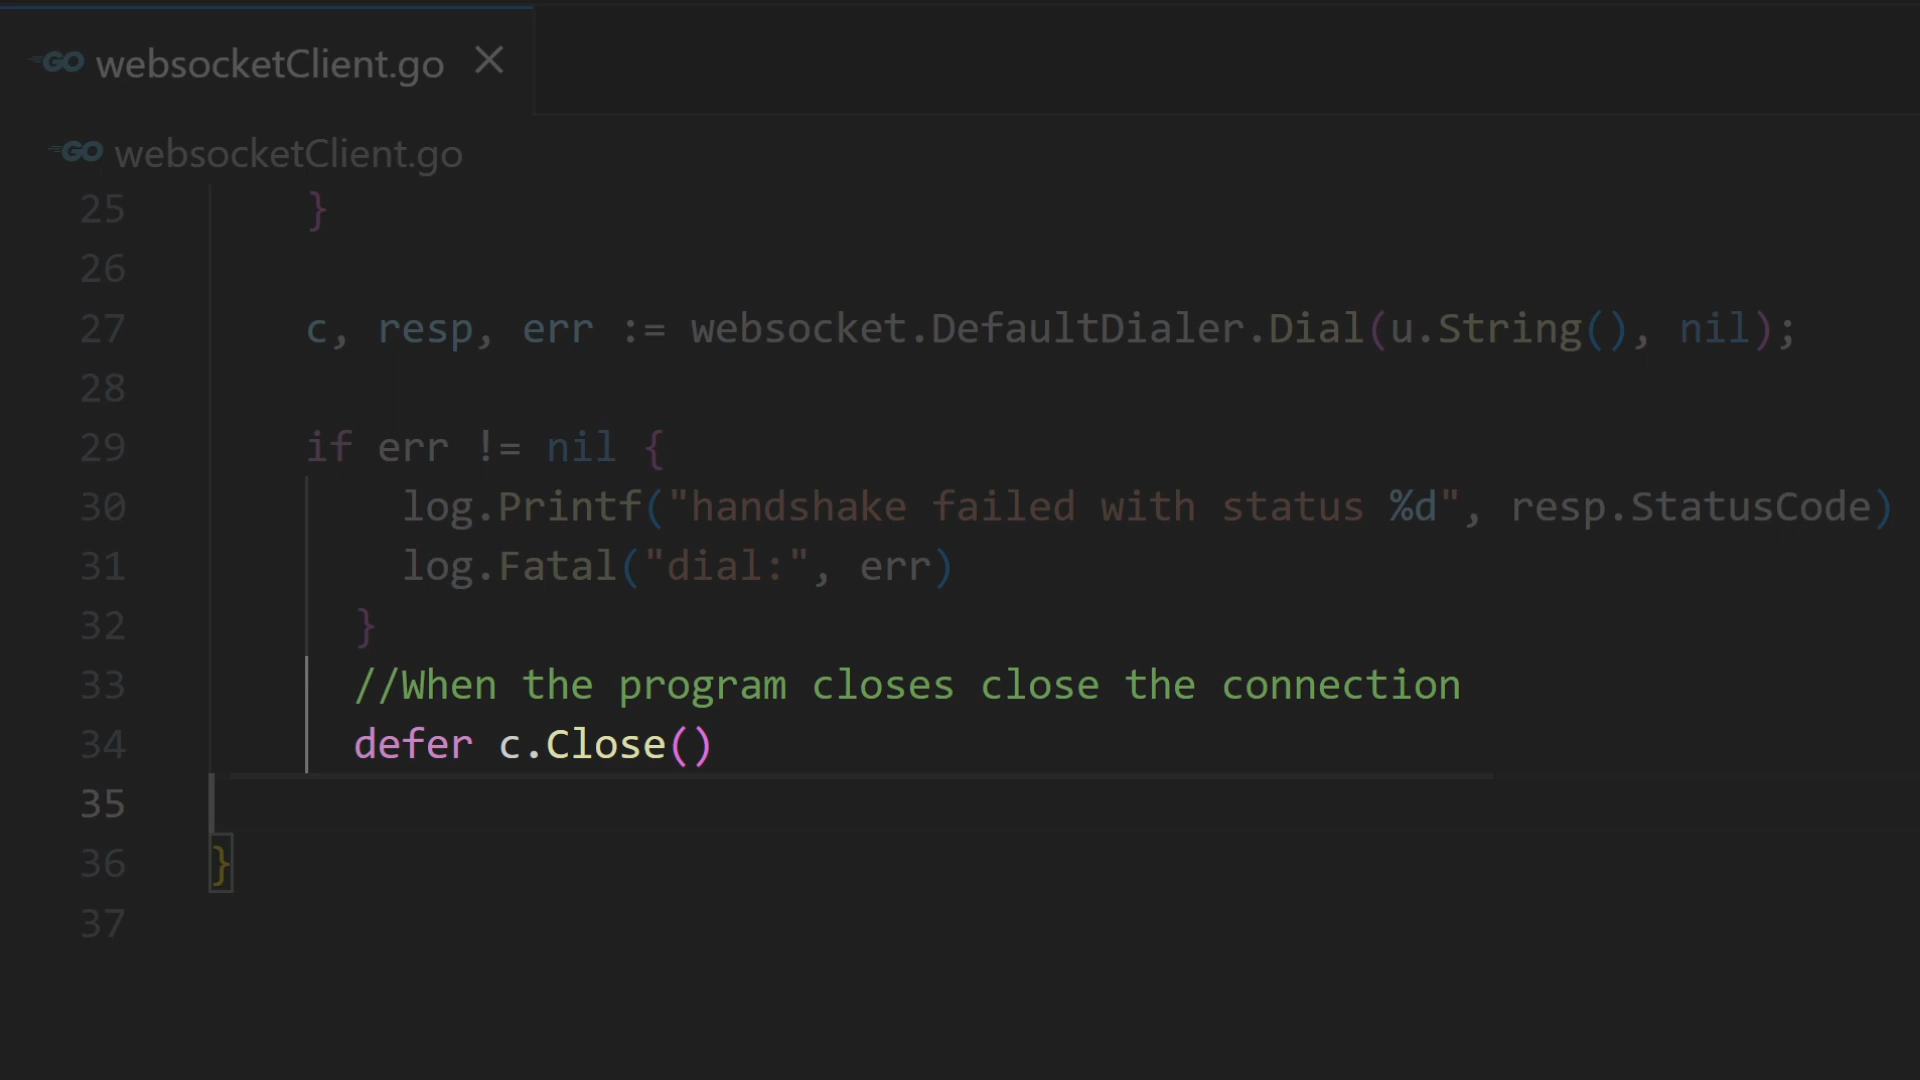 GO websocketClient.go
GO websocketClient.go
25 }
26
27 c, resp, err := websocket.DefaultDialer.Dial(u.String(), nil);
28
29 if err != nil {
30 log.Printf("handshake failed with status %d", resp.StatusCode)
31 log.Fatal("dial:", err)
32 }
33 //When the program closes close the connection
34 defer c.Close()
35
36 }
37